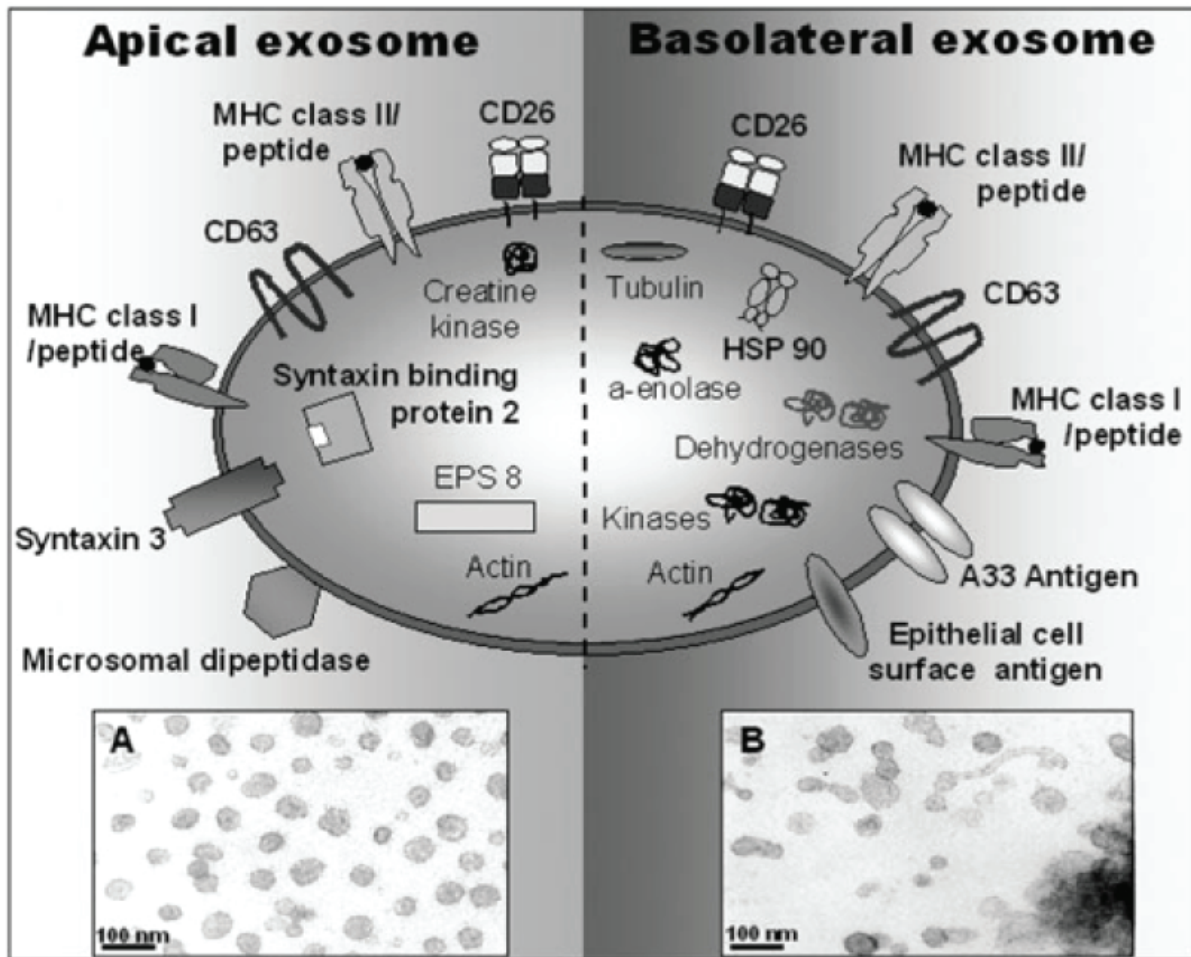 Apical exosome
Basolateral exosome
MHC class II/
peptide
CD26
CD63
MHC class I
/peptide
Creatine
kinase
Syntaxin binding
protein 2
EPS 8
Syntaxin 3
Actin
Microsomal dipeptidase
CD26
MHC class II/
peptide
Tubulin
HSP 90
CD63
a-enolase
MHC class I
/peptide
Dehydrogenases
Kinases
Actin
A33 Antigen
Epithelial cell
surface antigen
A
100 nm
B
100 nm